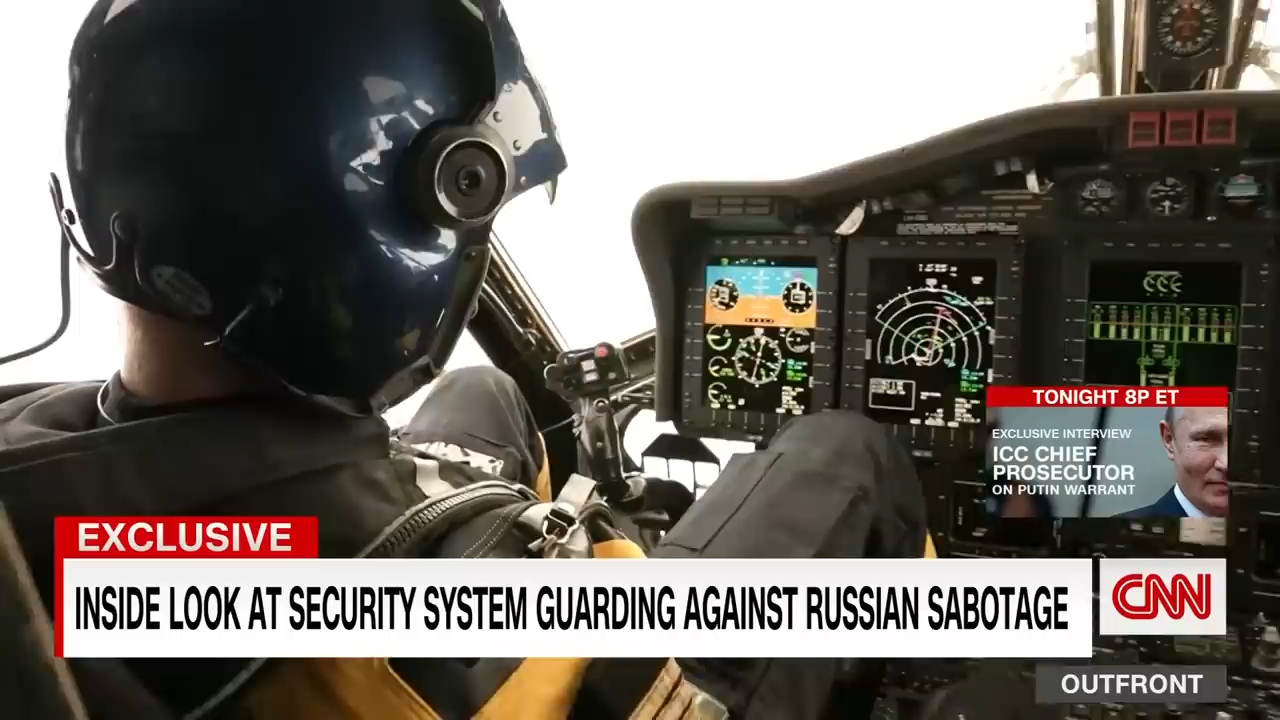 TONIGHT 8P ET
EXCLUSIVE INTERVIEW
ICC CHIEF
PROSECUTOR
ON PUTIN WARRANT
EXCLUSIVE
INSIDE LOOK AT SECURITY SYSTEM GUARDING AGAINST RUSSIAN SABOTAGE
CNN
OUTFRONT